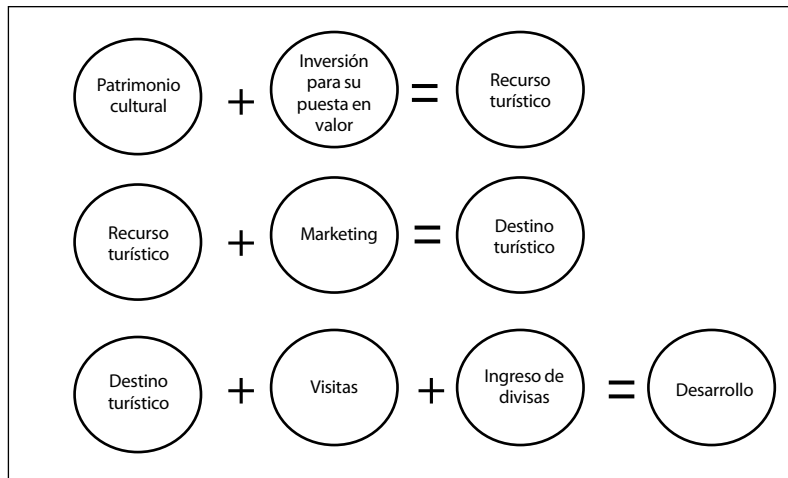 Patrimonio
cultural
+
Inversión
para su
puesta en
valor
=
Recurso
turístico
Recurso
turístico
+
Marketing
=
Destino
turístico
Destino
turístico
+
Visitas
+
Ingreso de
divisas
=
Desarrollo